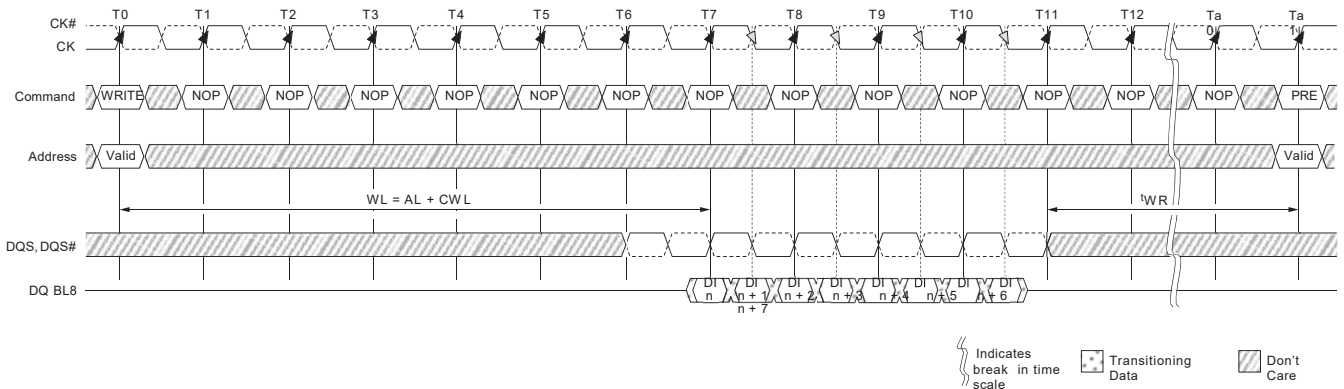 T0 T1 T2 T3 T4 T5 T6 T7 T8 T9 T10 T11 T12 Ta 0 Ta 1
CK#
CK
Command WRITE NOP NOP NOP NOP NOP NOP NOP NOP NOP NOP NOP NOP NOP PRE
Address Valid Valid
WL = AL + CWL tWR
DQS, DQS#
DQ BL8 DI n DI n + 1 DI n + 2 DI n + 3 DI n + 4 DI n + 5 DI n + 6 DI n + 7
Indicates break in time scale
Transitioning Data
Don't Care